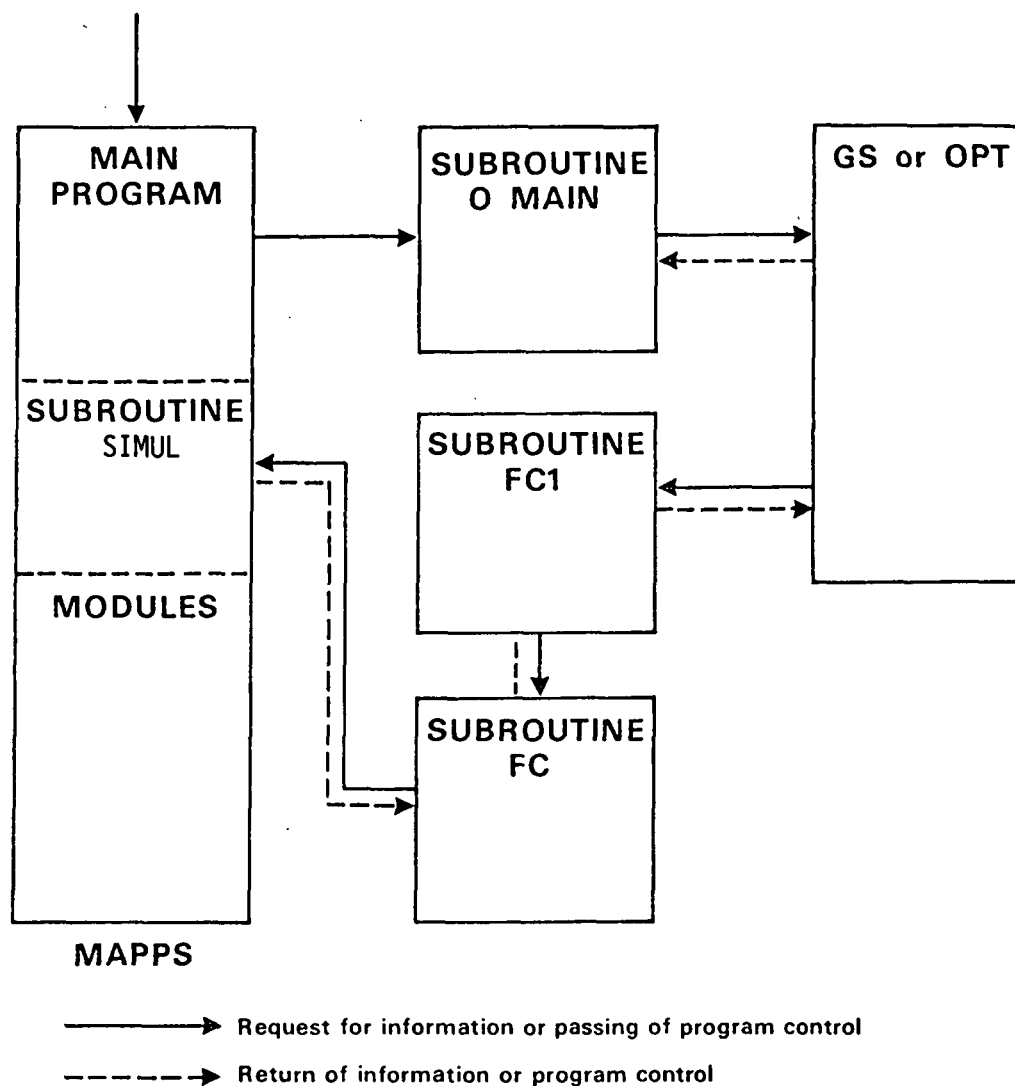 MAIN
PROGRAM
SUBROUTINE
O MAIN
GS or OPT
SUBROUTINE
SIMUL
SUBROUTINE
FC1
MODULES
SUBROUTINE
FC
MAPPS
Request for information or passing of program control
Return of information or program control